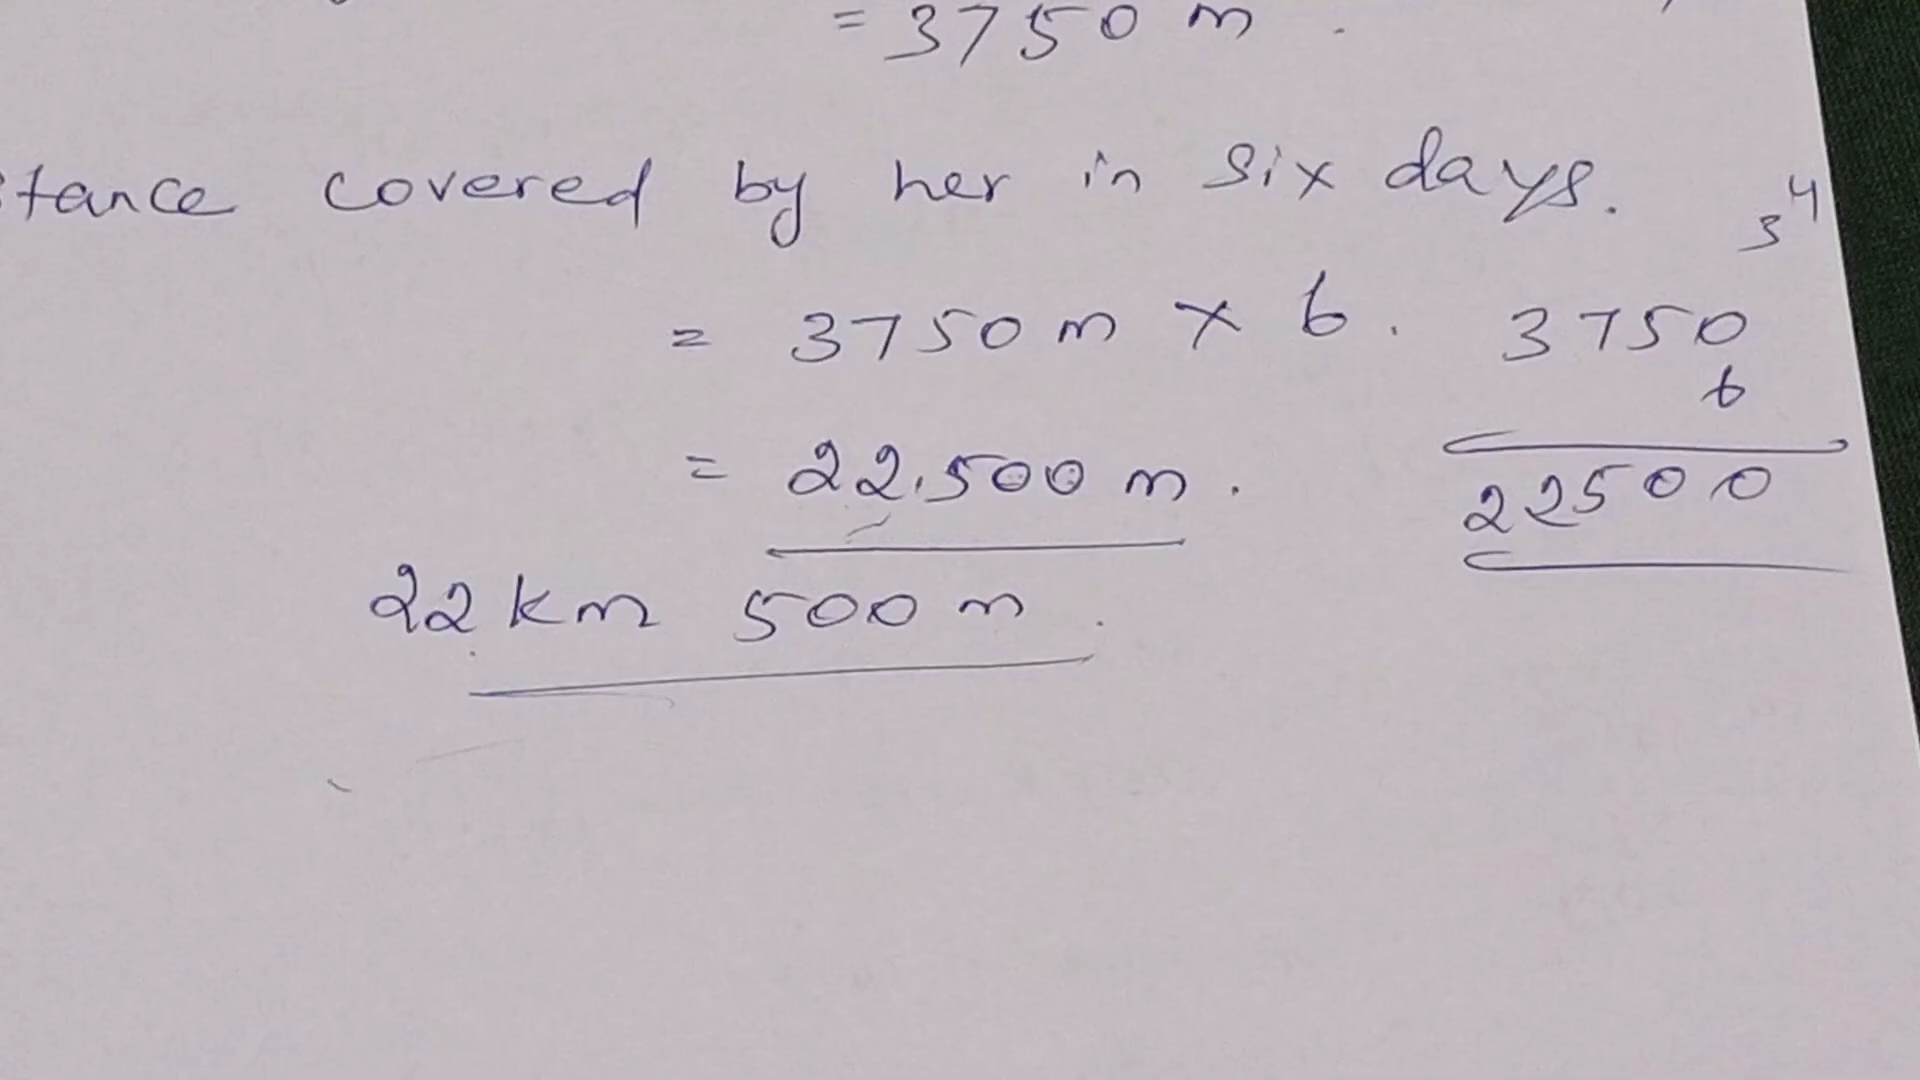 = 3750 m.
tance covered by her in six days.
3 4
= 3750 m × 6.
3750
6
= 22,500 m.
22500
22 km 500 m.